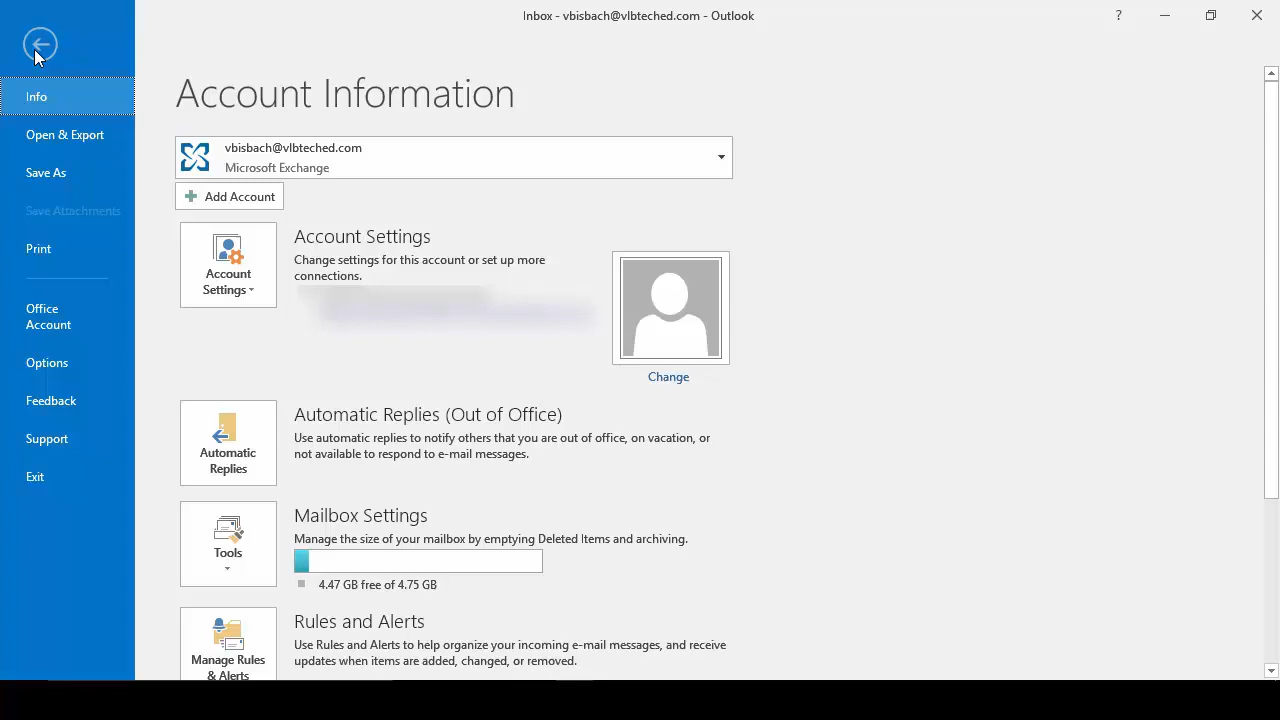 Inbox - vbisbach@vlbteched.com - Outlook
?
Info
Open & Export
Save As
Save Attachments
Print
Office
Account
Options
Feedback
Support
Exit
Account Information
vbisbach@vlbteched.com
Microsoft Exchange
Add Account
Account
Settings
Account Settings
Change settings for this account or set up more
connections.
Change
Automatic
Replies
Automatic Replies (Out of Office)
Use automatic replies to notify others that you are out of office, on vacation, or
not available to respond to e-mail messages.
Tools
Mailbox Settings
Manage the size of your mailbox by emptying Deleted Items and archiving.
4.47 GB free of 4.75 GB
Manage Rules
& Alerts
Rules and Alerts
Use Rules and Alerts to help organize your incoming e-mail messages, and receive
updates when items are added, changed, or removed.